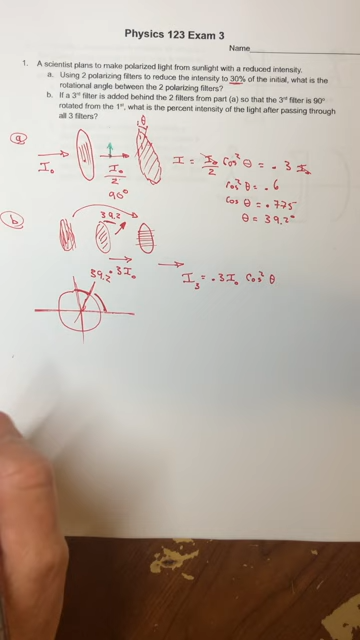 Physics 123 Exam 3
Name
1. A scientist plans to make polarized light from sunlight with a reduced intensity.
a. Using 2 polarizing filters to reduce the intensity to 30% of the initial, what is the
rotational angle between the 2 polarizing filters?
b. If a 3rd filter is added behind the 2 filters from part (a) so that the 3rd filter is 90°
rotated from the 1st, what is the percent intensity of the light after passing through
all 3 filters?
a
θ
I₀
I₀/2
90°
I = I₀/2 cos²θ = .3 I₀
cos²θ = .6
cos θ = .775
θ = 39.2°
b
39.2
.3I₀
I₃ = .3I₀ cos²θ
39.2°